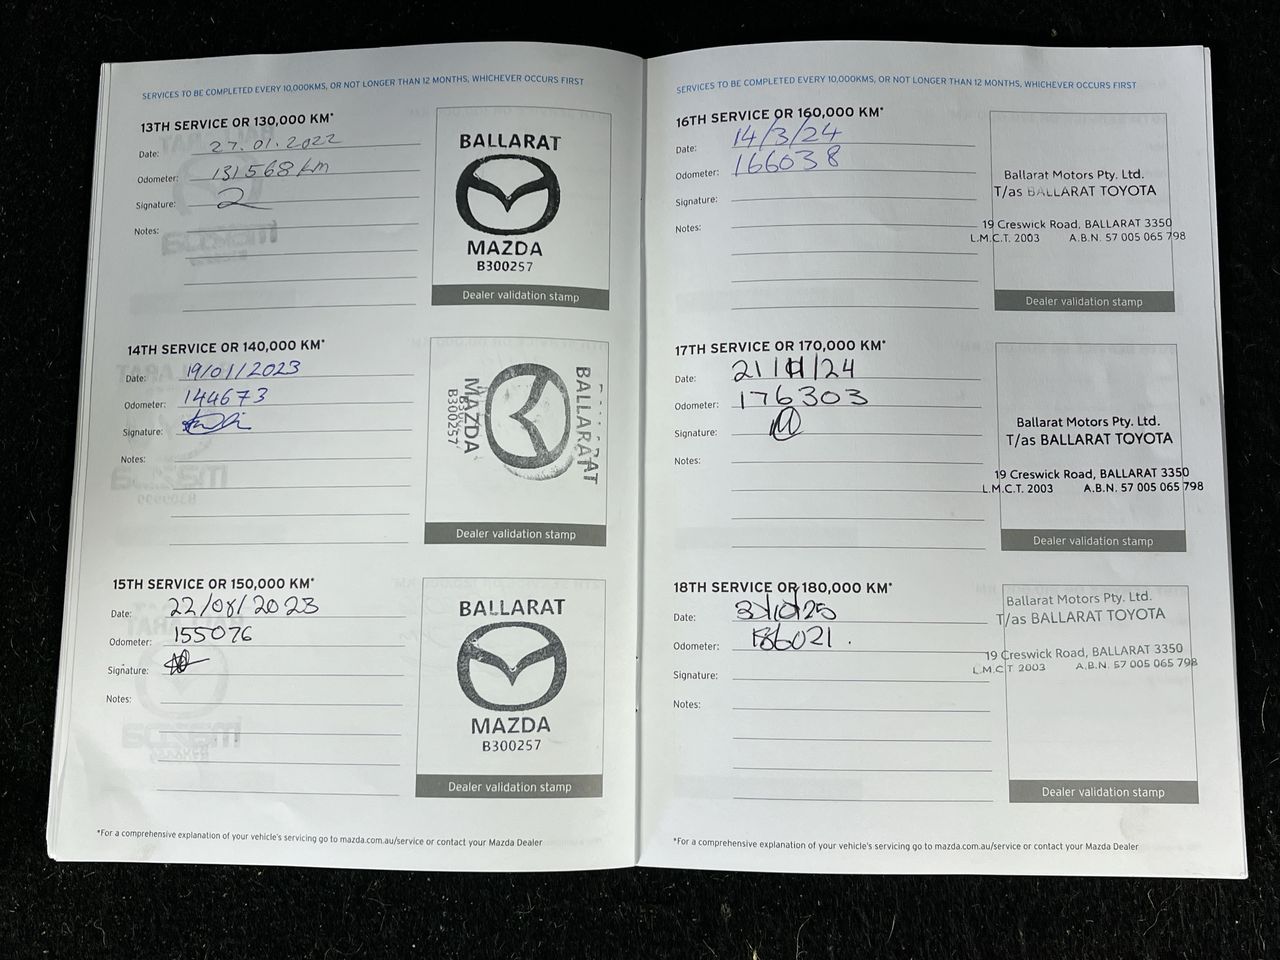 SERVICES TO BE COMPLETED EVERY 10,000KMS, OR NOT LONGER THAN 12 MONTHS, WHICHEVER OCCURS FIRST
13TH SERVICE OR 130,000 KM*
Date: 27.01.2022
Odometer: 131568km
Signature:
Notes:
BALLARAT
MAZDA
B300257
Dealer validation stamp
14TH SERVICE OR 140,000 KM*
Date: 19/01/2023
Odometer: 144673
Signature:
Notes:
BALLARAT
MAZDA
B300257
Dealer validation stamp
15TH SERVICE OR 150,000 KM*
Date: 22/08/2023
Odometer: 155076
Signature:
Notes:
BALLARAT
MAZDA
B300257
Dealer validation stamp
*For a comprehensive explanation of your vehicle's servicing go to mazda.com.au/service or contact your Mazda Dealer
SERVICES TO BE COMPLETED EVERY 10,000KMS, OR NOT LONGER THAN 12 MONTHS, WHICHEVER OCCURS FIRST
16TH SERVICE OR 160,000 KM*
Date: 14/3/24
Odometer: 166038
Signature:
Notes:
Ballarat Motors Pty. Ltd.
T/as BALLARAT TOYOTA
19 Creswick Road, BALLARAT 3350
L.M.C.T. 2003 A.B.N. 57 005 065 798
Dealer validation stamp
17TH SERVICE OR 170,000 KM*
Date:
Odometer: 176303
Signature:
Notes:
Ballarat Motors Pty. Ltd.
T/as BALLARAT TOYOTA
19 Creswick Road, BALLARAT 3350
L.M.C.T. 2003 A.B.N. 57 005 065 798
Dealer validation stamp
18TH SERVICE OR 180,000 KM*
Date:
Odometer: 186021.
Signature:
Notes:
Ballarat Motors Pty. Ltd.
T/as BALLARAT TOYOTA
19 Creswick Road, BALLARAT 3350
L.M.C.T 2003 A.B.N. 57 005 065 798
Dealer validation stamp
*For a comprehensive explanation of your vehicle's servicing go to mazda.com.au/service or contact your Mazda Dealer